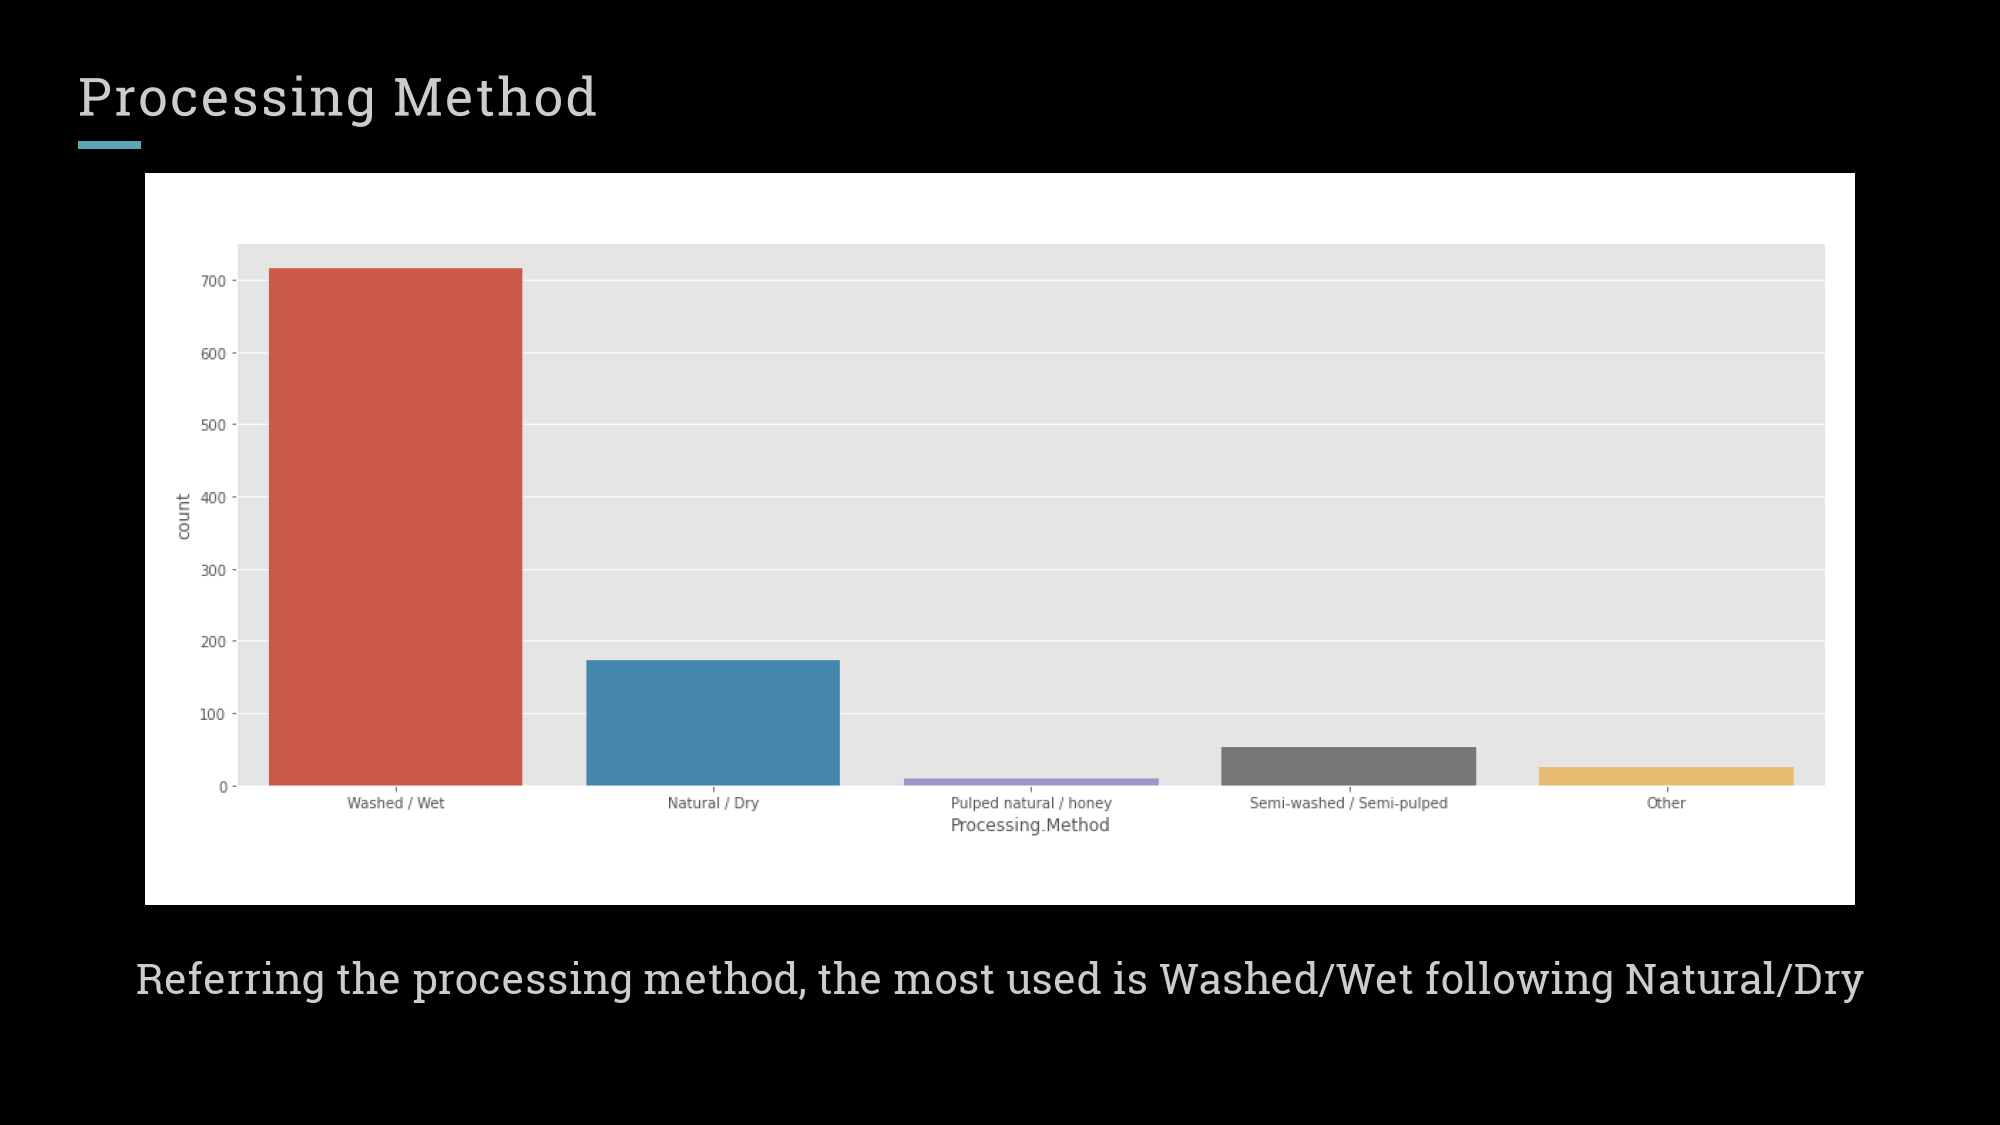 Processing Method
700
600
500
400
300
200
100
0
count
Washed / Wet
Natural / Dry
Pulped natural / honey
Semi-washed / Semi-pulped
Other
Processing.Method
Referring the processing method, the most used is Washed/Wet following Natural/Dry